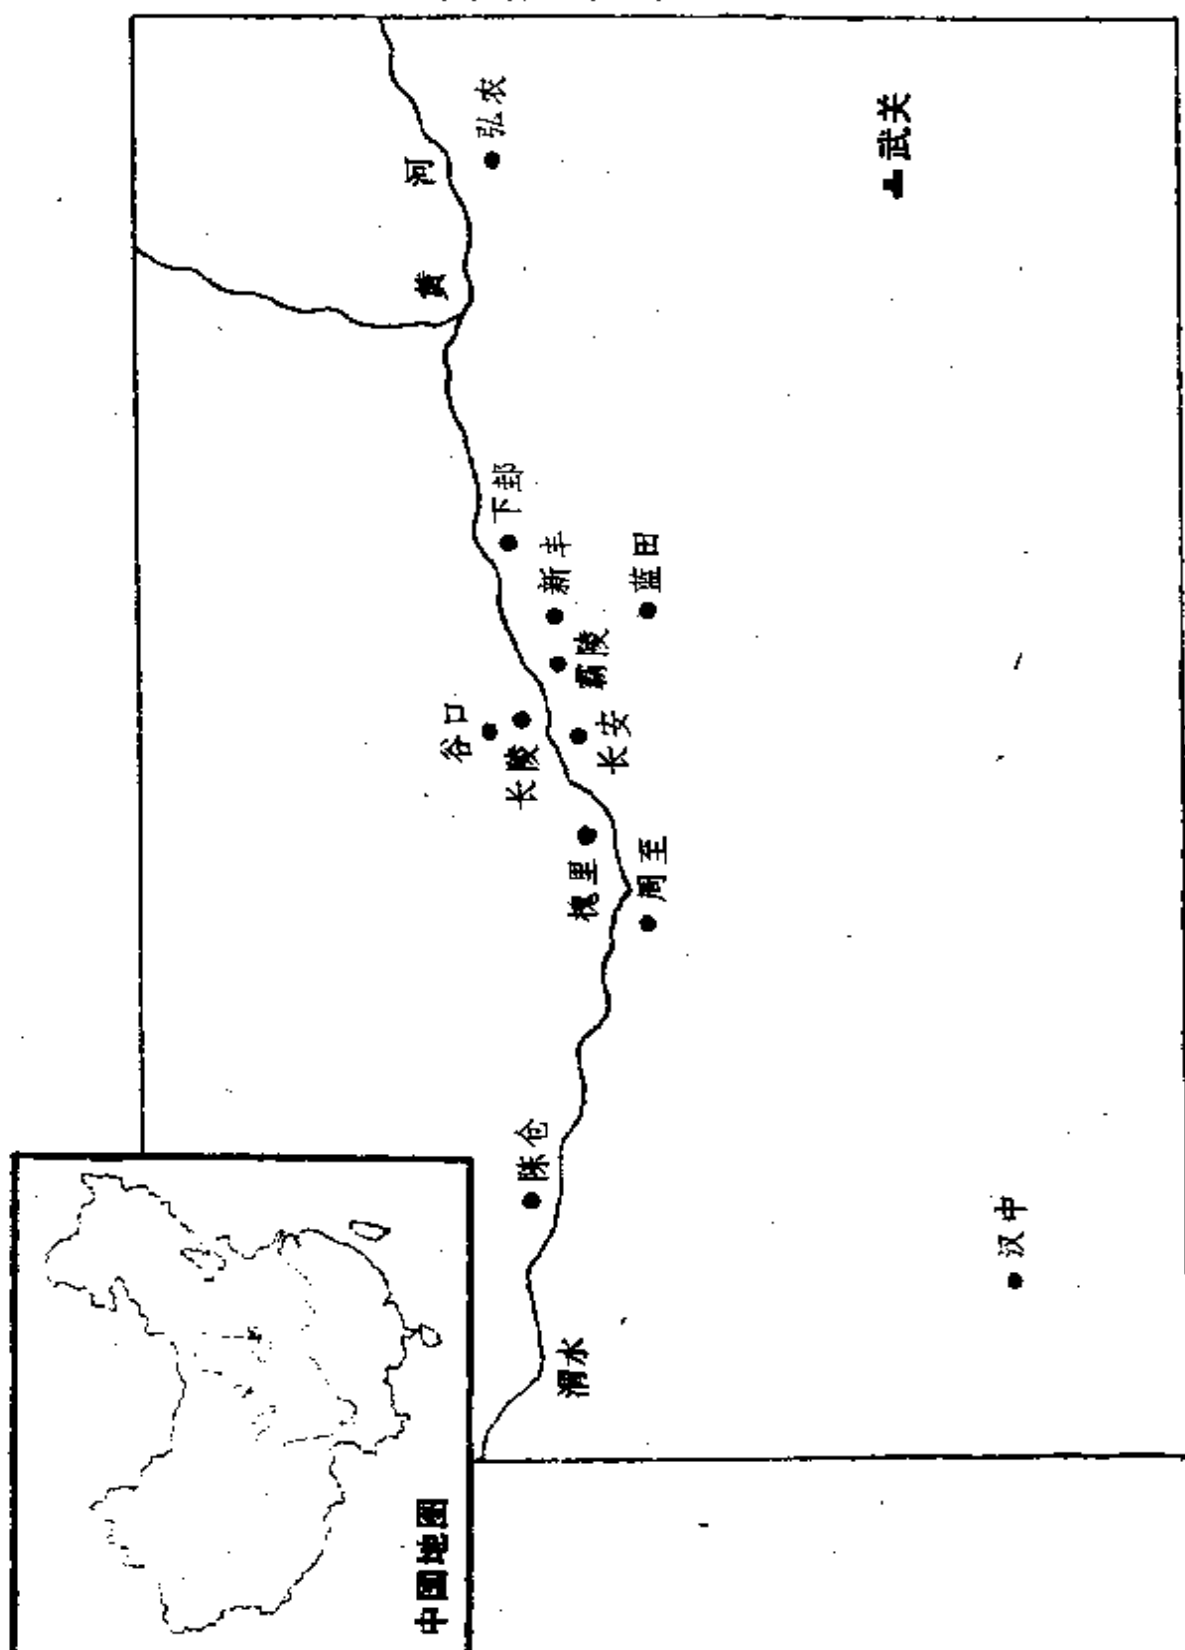 黄河
弘农
武关
下邽
新丰
蓝田
霸陵
谷口
长陵
长安
槐里
周至
陈仓
汉中
渭水
中国地图